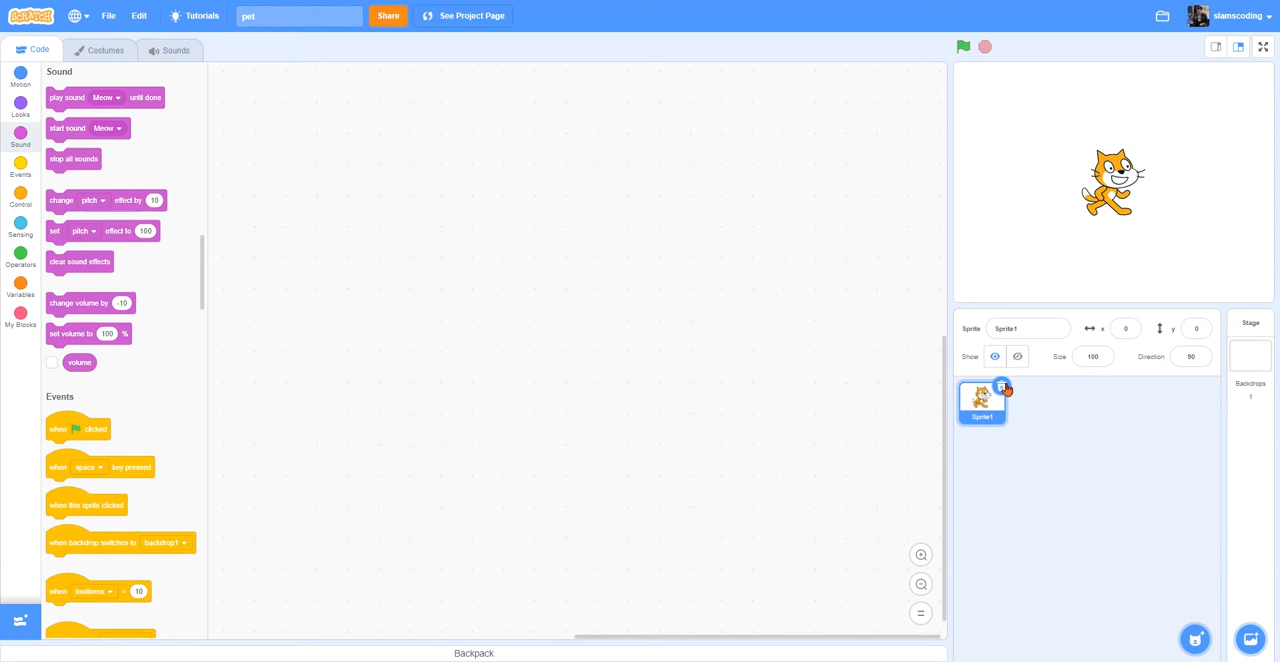 SCRATCH File Edit Tutorials pet Share See Project Page slamscoding
Code Costumes Sounds
Motion
Looks
Sound
Events
Control
Sensing
Operators
Variables
My Blocks
Sound
play sound Meow until done
start sound Meow
stop all sounds
change pitch effect by 10
set pitch effect to 100
clear sound effects
change volume by -10
set volume to 100 %
volume
Events
when clicked
when space key pressed
when this sprite clicked
when backdrop switches to backdrop1
when loudness > 10
Backpack
Sprite Sprite1 x 0 y 0
Show Size 100 Direction 90
Sprite1
Stage
Backdrops
1